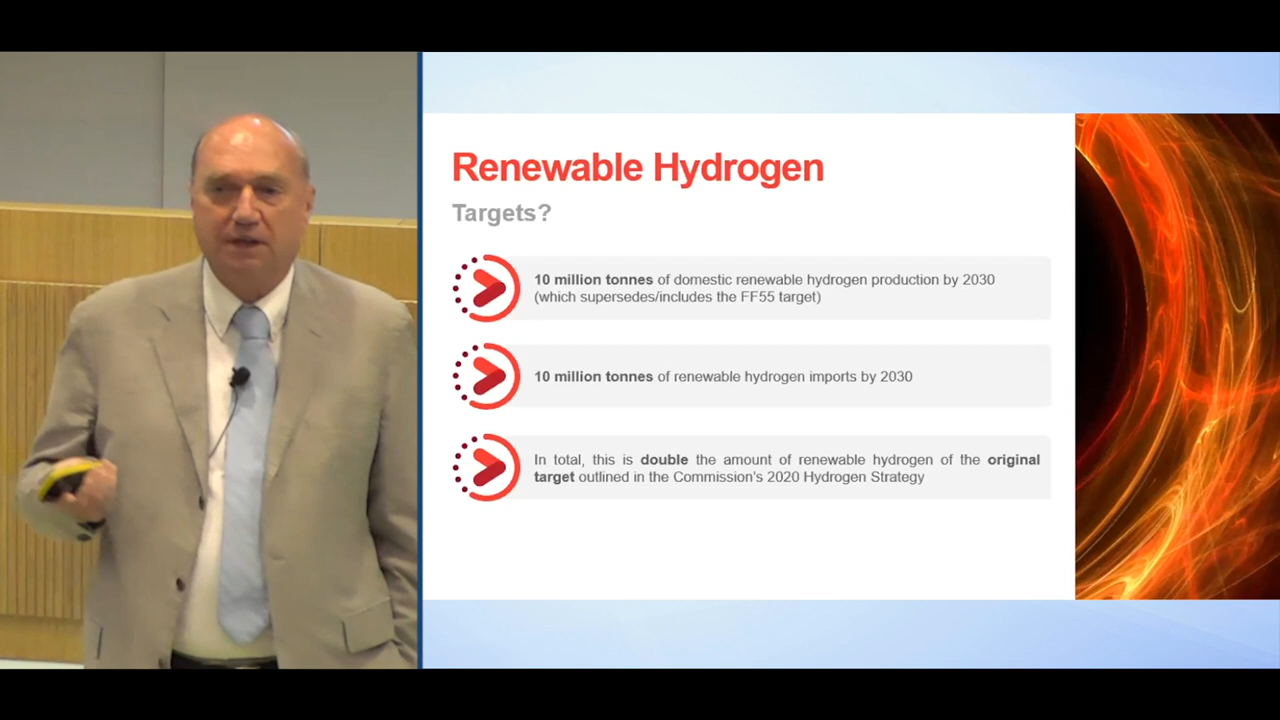 Renewable Hydrogen
Targets?
10 million tonnes of domestic renewable hydrogen production by 2030
(which supersedes/includes the FF55 target)
10 million tonnes of renewable hydrogen imports by 2030
In total, this is double the amount of renewable hydrogen of the original
target outlined in the Commission's 2020 Hydrogen Strategy